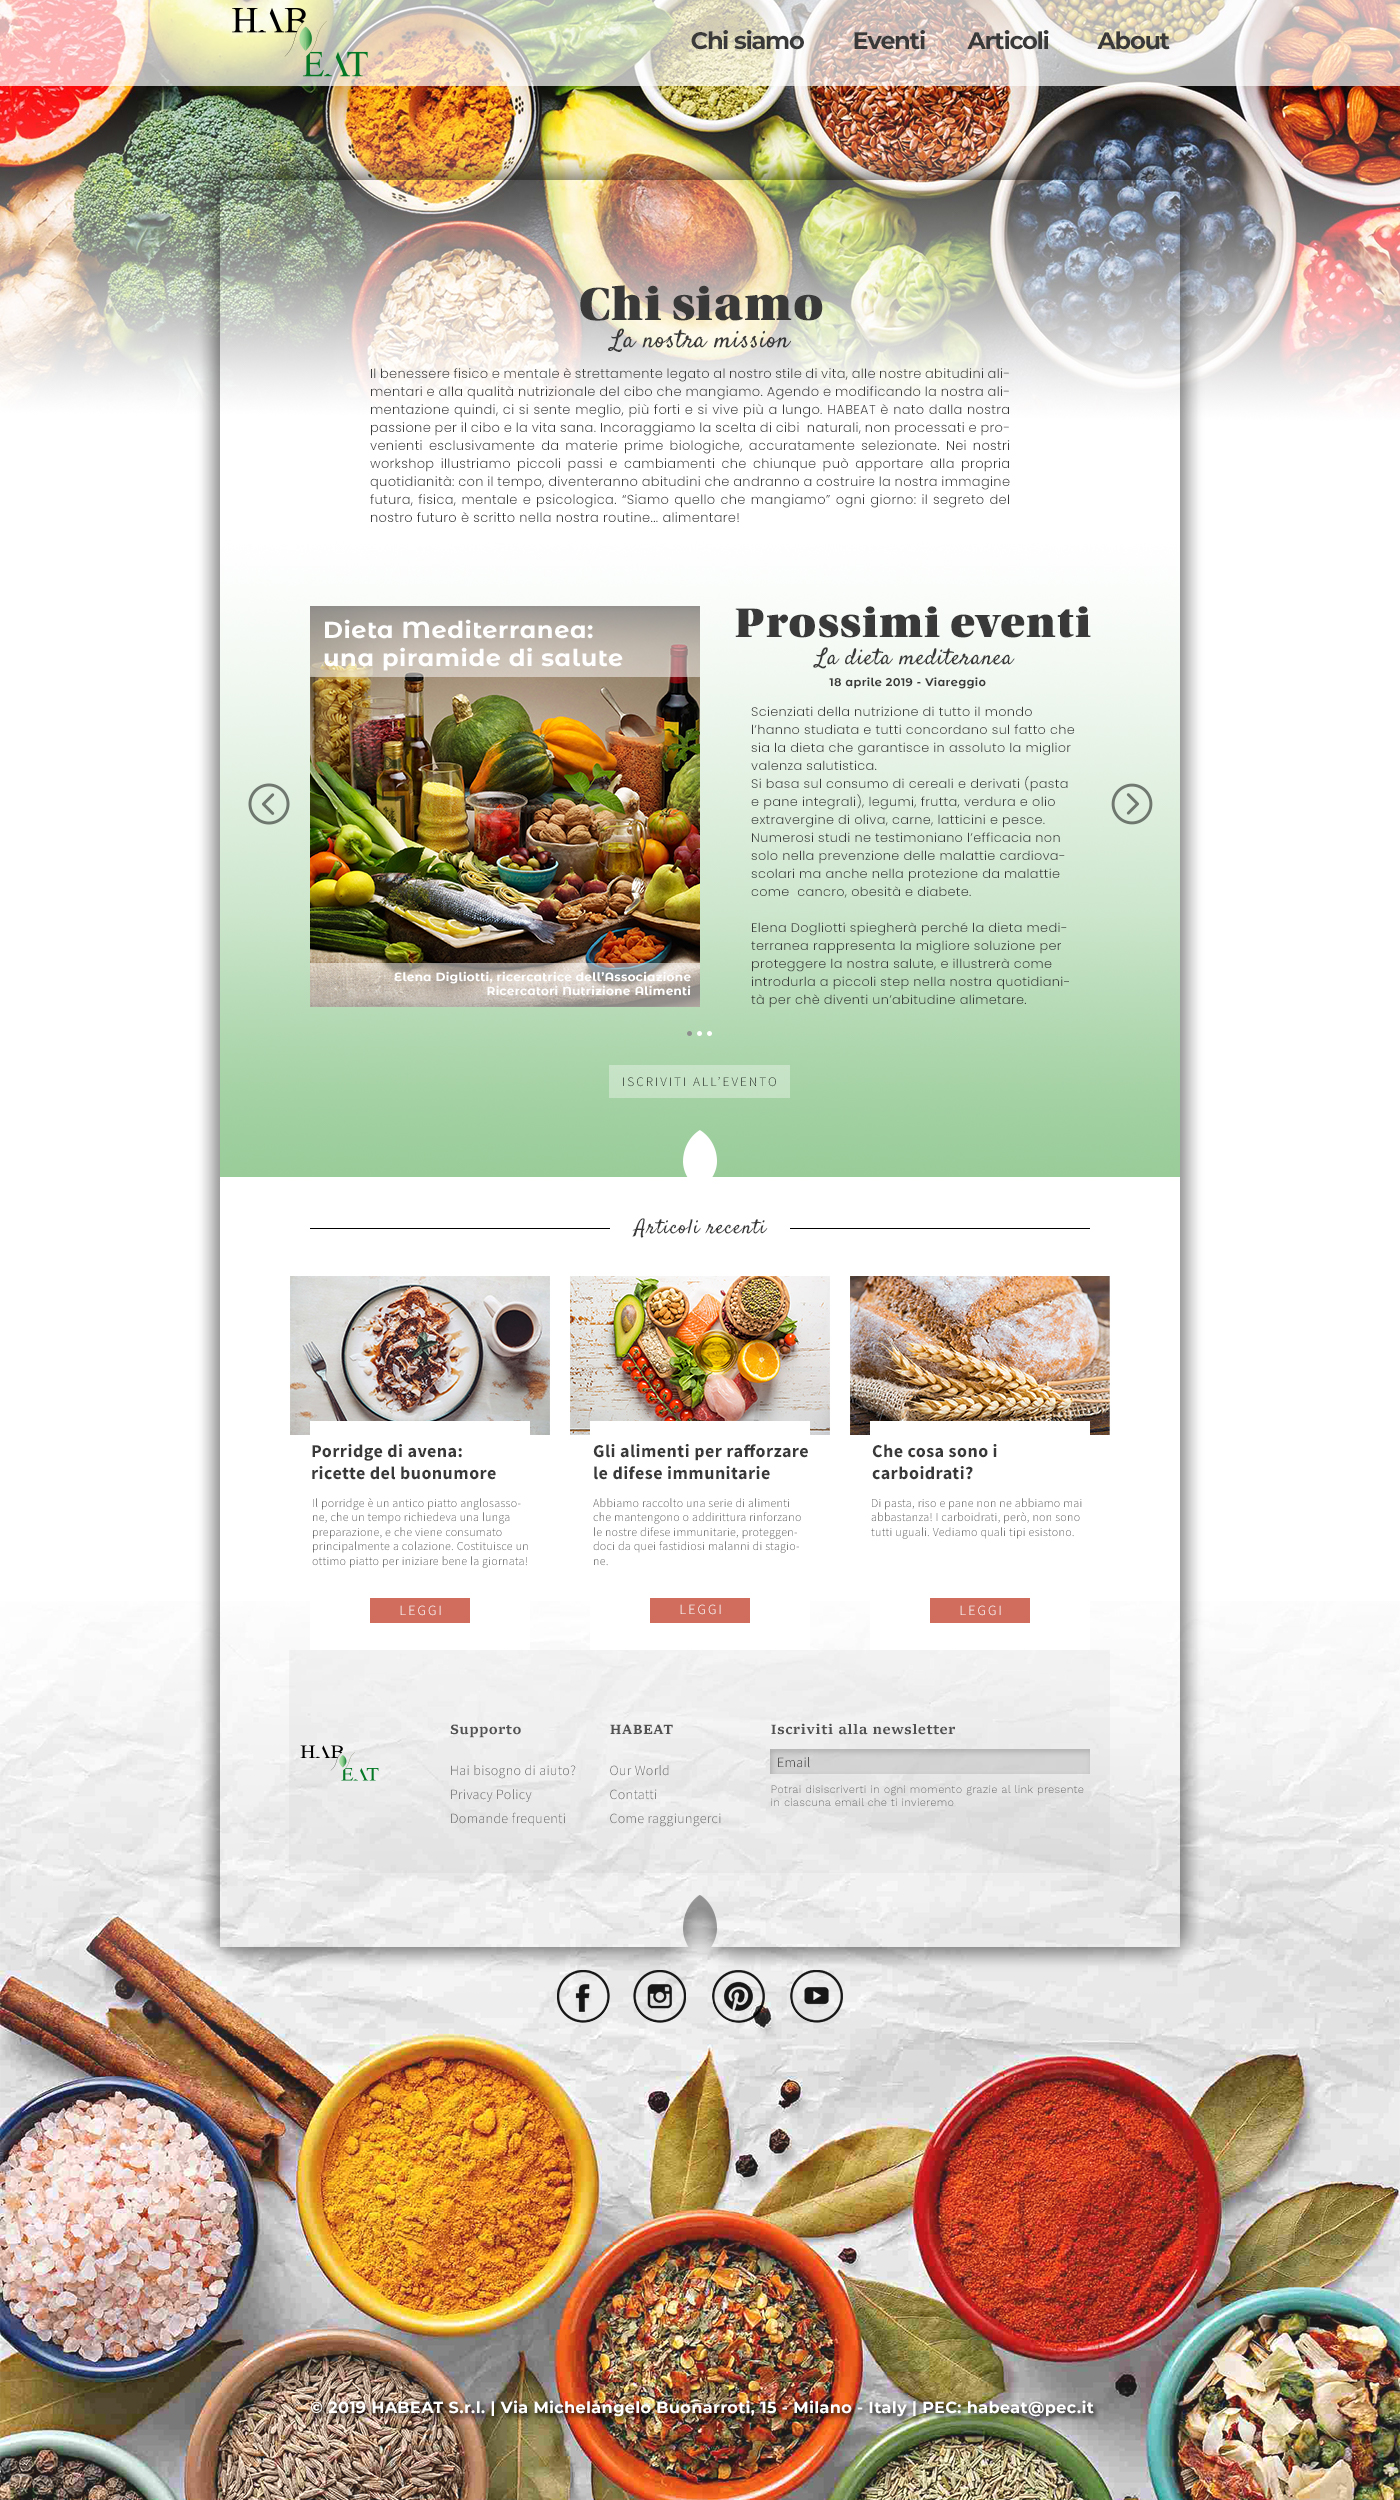 HAB
EAT
Chi siamo Eventi Articoli About
Chi siamo
La nostra mission
Il benessere fisico e mentale è strettamente legato al nostro stile di vita, alle nostre abitudini ali-
mentari e alla qualità nutrizionale del cibo che mangiamo. Agendo e modificando la nostra ali-
mentazione quindi, ci si sente meglio, più forti e si vive più a lungo. HABEAT è nato dalla nostra
passione per il cibo e la vita sana. Incoraggiamo la scelta di cibi naturali, non processati e pro-
venienti esclusivamente da materie prime biologiche, accuratamente selezionate. Nei nostri
workshop illustriamo piccoli passi e cambiamenti che chiunque può apportare alla propria
quotidianità: con il tempo, diventeranno abitudini che andranno a costruire la nostra immagine
futura, fisica, mentale e psicologica. “Siamo quello che mangiamo” ogni giorno: il segreto del
nostro futuro è scritto nella nostra routine... alimentare!
Dieta Mediterranea:
una piramide di salute
Elena Digliotti, ricercatrice dell'Associazione
Ricercatori Nutrizione Alimenti
Prossimi eventi
La dieta mediteranea
18 aprile 2019 - Viareggio
Scienziati della nutrizione di tutto il mondo
l’hanno studiata e tutti concordano sul fatto che
sia la dieta che garantisce in assoluto la miglior
valenza salutistica.
Si basa sul consumo di cereali e derivati (pasta
e pane integrali), legumi, frutta, verdura e olio
extravergine di oliva, carne, latticini e pesce.
Numerosi studi ne testimoniano l’efficacia non
solo nella prevenzione delle malattie cardiova-
scolari ma anche nella protezione da malattie
come cancro, obesità e diabete.
Elena Dogliotti spiegherà perché la dieta medi-
terranea rappresenta la migliore soluzione per
proteggere la nostra salute, e illustrerà come
introdurla a piccoli step nella nostra quotidiani-
tà per chè diventi un’abitudine alimetare.
ISCRIVITI ALL’EVENTO
Articoli recenti
Porridge di avena:
ricette del buonumore
Il porridge è un antico piatto anglosasso-
ne, che un tempo richiedeva una lunga
preparazione, e che viene consumato
principalmente a colazione. Costituisce un
ottimo piatto per iniziare bene la giornata!
LEGGI
Gli alimenti per rafforzare
le difese immunitarie
Abbiamo raccolto una serie di alimenti
che mantengono o addirittura rinforzano
le nostre difese immunitarie, proteggen-
doci da quei fastidiosi malanni di stagio-
ne.
LEGGI
Che cosa sono i
carboidrati?
Di pasta, riso e pane non ne abbiamo mai
abbastanza! I carboidrati, però, non sono
tutti uguali. Vediamo quali tipi esistono.
LEGGI
HAB
EAT
Supporto
Hai bisogno di aiuto?
Privacy Policy
Domande frequenti
HABEAT
Our World
Contatti
Come raggiungerci
Iscriviti alla newsletter
Email
Potrai disiscriverti in ogni momento grazie al link presente
in ciascuna email che ti invieremo
© 2019 HABEAT S.r.l. | Via Michelangelo Buonarroti, 15 - Milano - Italy | PEC: habeat@pec.it